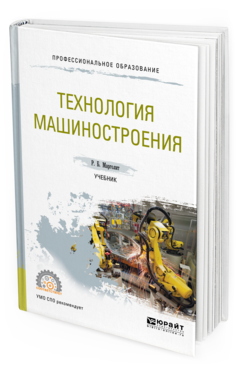 ПРОФЕССИОНАЛЬНОЕ ОБРАЗОВАНИЕ
ТЕХНОЛОГИЯ
МАШИНОСТРОЕНИЯ
Р. Б. Марголит
УЧЕБНИК
УМО СПО рекомендует
юрайт